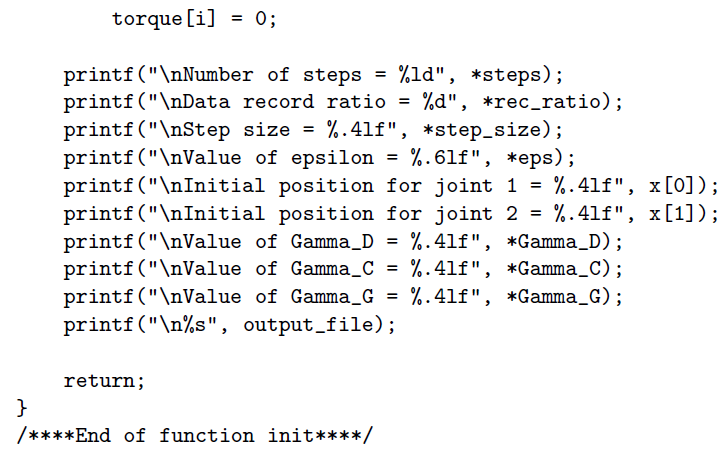 torque[i] = 0;
printf("\nNumber of steps = %ld", *steps);
printf("\nData record ratio = %d", *rec_ratio);
printf("\nStep size = %.4lf", *step_size);
printf("\nValue of epsilon = %.6lf", *eps);
printf("\nInitial position for joint 1 = %.4lf", x[0]);
printf("\nInitial position for joint 2 = %.4lf", x[1]);
printf("\nValue of Gamma_D = %.4lf", *Gamma_D);
printf("\nValue of Gamma_C = %.4lf", *Gamma_C);
printf("\nValue of Gamma_G = %.4lf", *Gamma_G);
printf("\n%s", output_file);
return;
}
/****End of function init****/